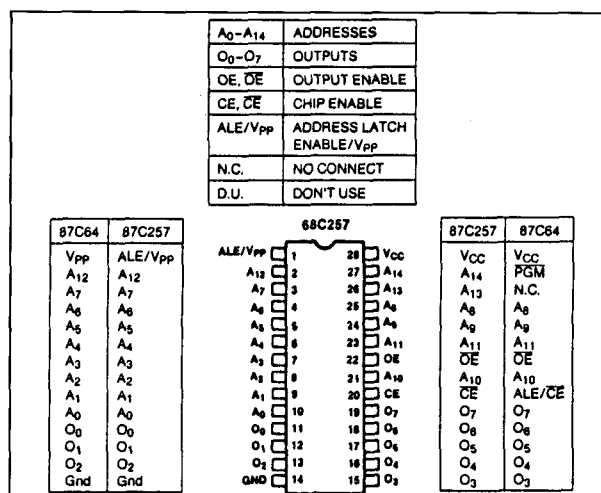 A0–A14 ADDRESSES
O0–O7 OUTPUTS
OE, O̅E̅ OUTPUT ENABLE
CE, C̅E̅ CHIP ENABLE
ALE/VPP ADDRESS LATCH
ENABLE/VPP
N.C. NO CONNECT
D.U. DON'T USE
87C64 87C257
VPP ALE/VPP
A12 A12
A7 A7
A6 A6
A5 A5
A4 A4
A3 A3
A2 A2
A1 A1
A0 A0
O0 O0
O1 O1
O2 O2
Gnd Gnd
68C257
ALE/VPP 1 28 VCC
A12 2 27 A14
A7 3 26 A13
A6 4 25 A8
A5 5 24 A9
A4 6 23 A11
A3 7 22 OE
A2 8 21 A10
A1 9 20 CE
A0 10 19 O7
O0 11 18 O6
O1 12 17 O5
O2 13 16 O4
GND 14 15 O3
87C257 87C64
VCC VCC
A14 P̅G̅M̅
A13 N.C.
A8 A8
A9 A9
A11 A11
O̅E̅ O̅E̅
A10 A10
C̅E̅ ALE/C̅E̅
O7 O7
O6 O6
O5 O5
O4 O4
O3 O3